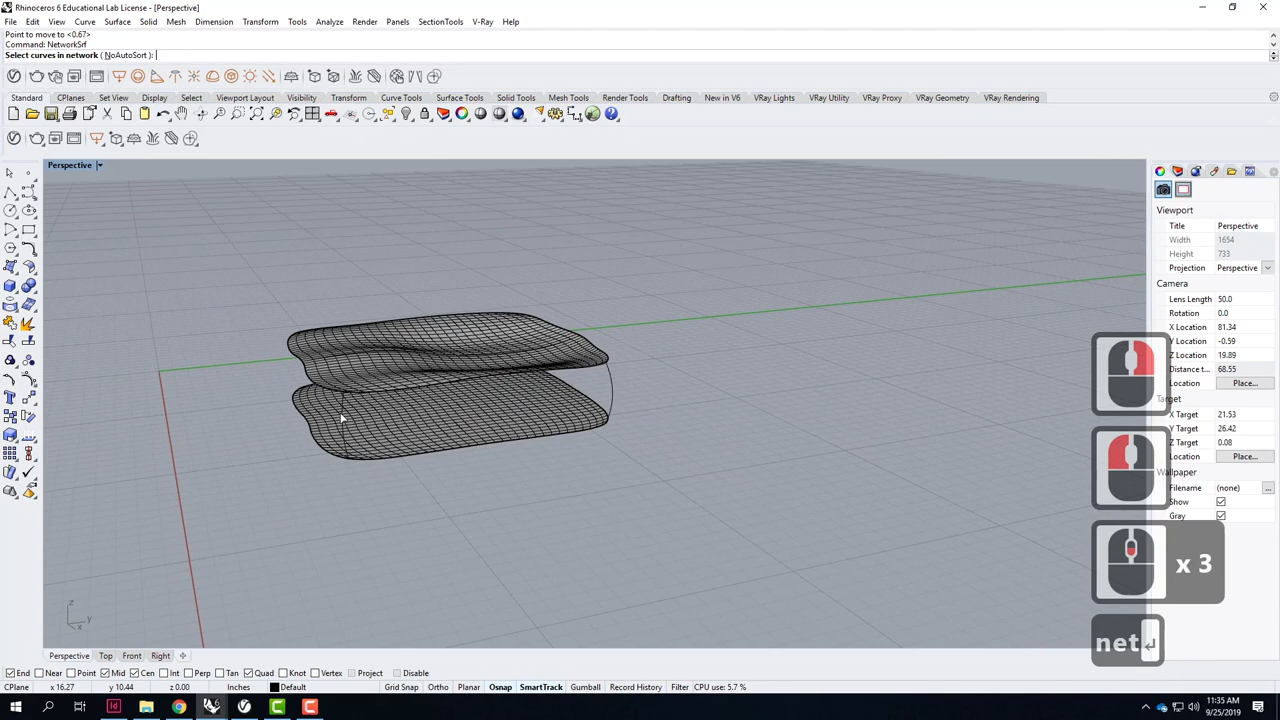 Rhinoceros 6 Educational Lab License - [Perspective]
File Edit View Curve Surface Solid Mesh Dimension Transform Tools Analyze Render Panels SectionTools V-Ray Help
Point to move to <0.67>
Command: NetworkSrf
Select curves in network ( NoAutoSort ):
Standard CPlanes Set View Display Select Viewport Layout Visibility Transform Curve Tools Surface Tools Solid Tools Mesh Tools Render Tools Drafting New in V6 VRay Lights VRay Utility VRay Proxy VRay Geometry VRay Rendering
Perspective
Viewport
Title Perspective
Width 1654
Height 733
Projection Perspective
Camera
Lens Length 50.0
Rotation 0.0
X Location 81.34
Y Location -0.59
Z Location 19.89
Distance t... 68.55
Location Place...
Target
X Target 21.53
Y Target 26.42
Z Target 0.08
Location Place...
Wallpaper
Filename (none) ...
Show
Gray
x 3
net
z
y
x
Perspective Top Front Right
End Near Point Mid Cen Int Perp Tan Quad Knot Vertex Project Disable
CPlane x 16.27 y 10.44 z 0.00 Inches Default Grid Snap Ortho Planar Osnap SmartTrack Gumball Record History Filter CPU use: 5.7 %
11:35 AM
9/25/2019